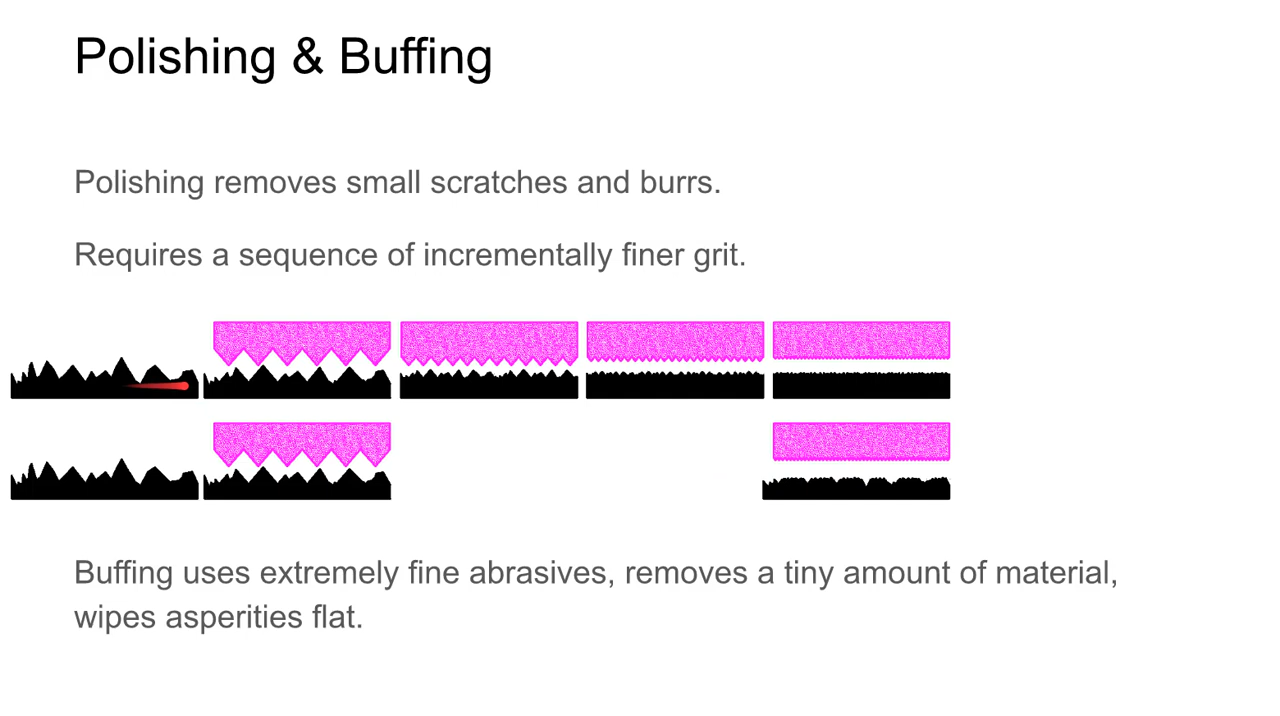 Polishing & Buffing
Polishing removes small scratches and burrs.
Requires a sequence of incrementally finer grit.
Buffing uses extremely fine abrasives, removes a tiny amount of material,
wipes asperities flat.